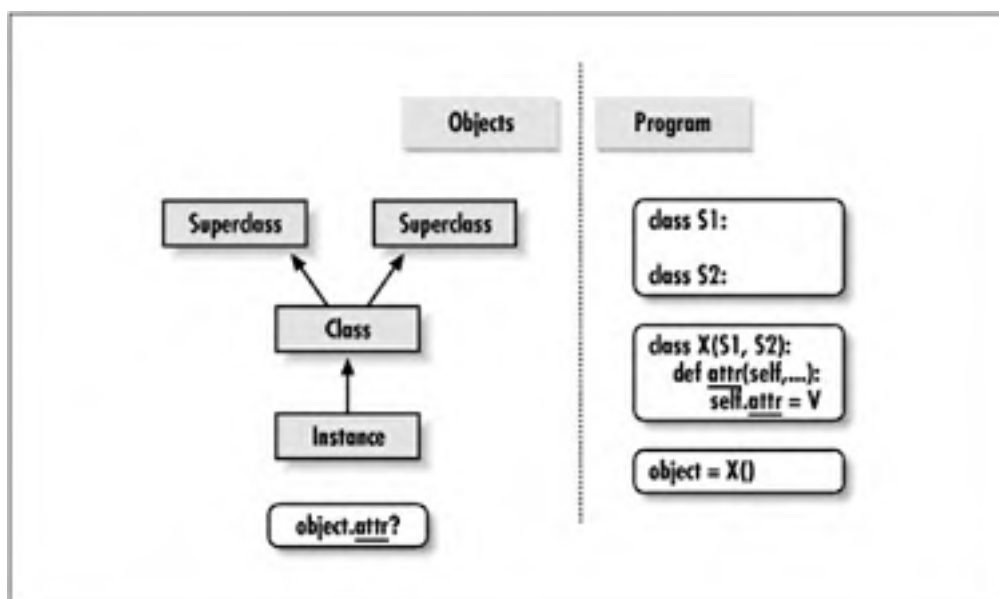 Objects
Program
Superclass
Superclass
Class
Instance
object.attr?
class S1:
class S2:
class X(S1, S2):
def attr(self,...):
self.attr = V
object = X()